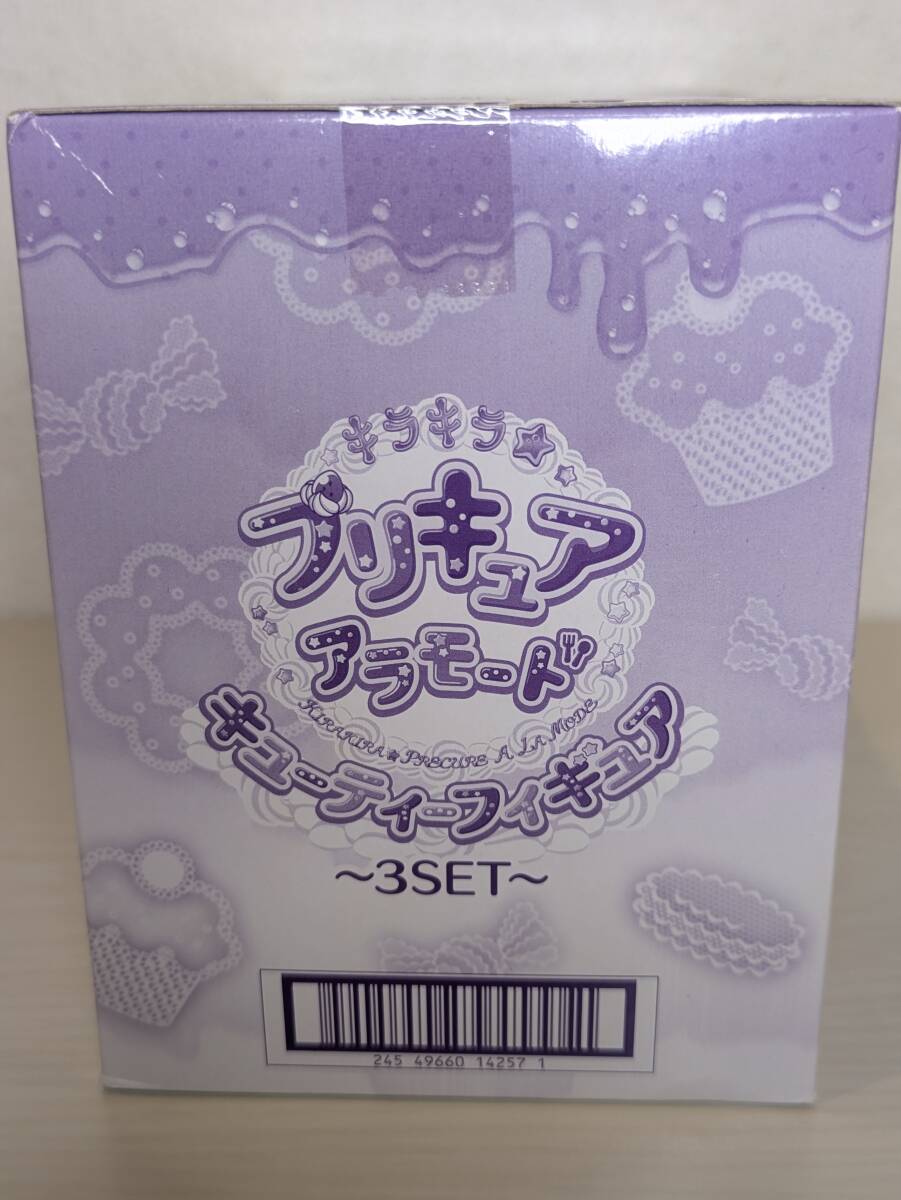 キラキラ☆
プリキュア
アラモード
KIRAKIRA☆PRECURE A LA MODE
キューティーフィギュア
～3SET～
245 49660 14257 1